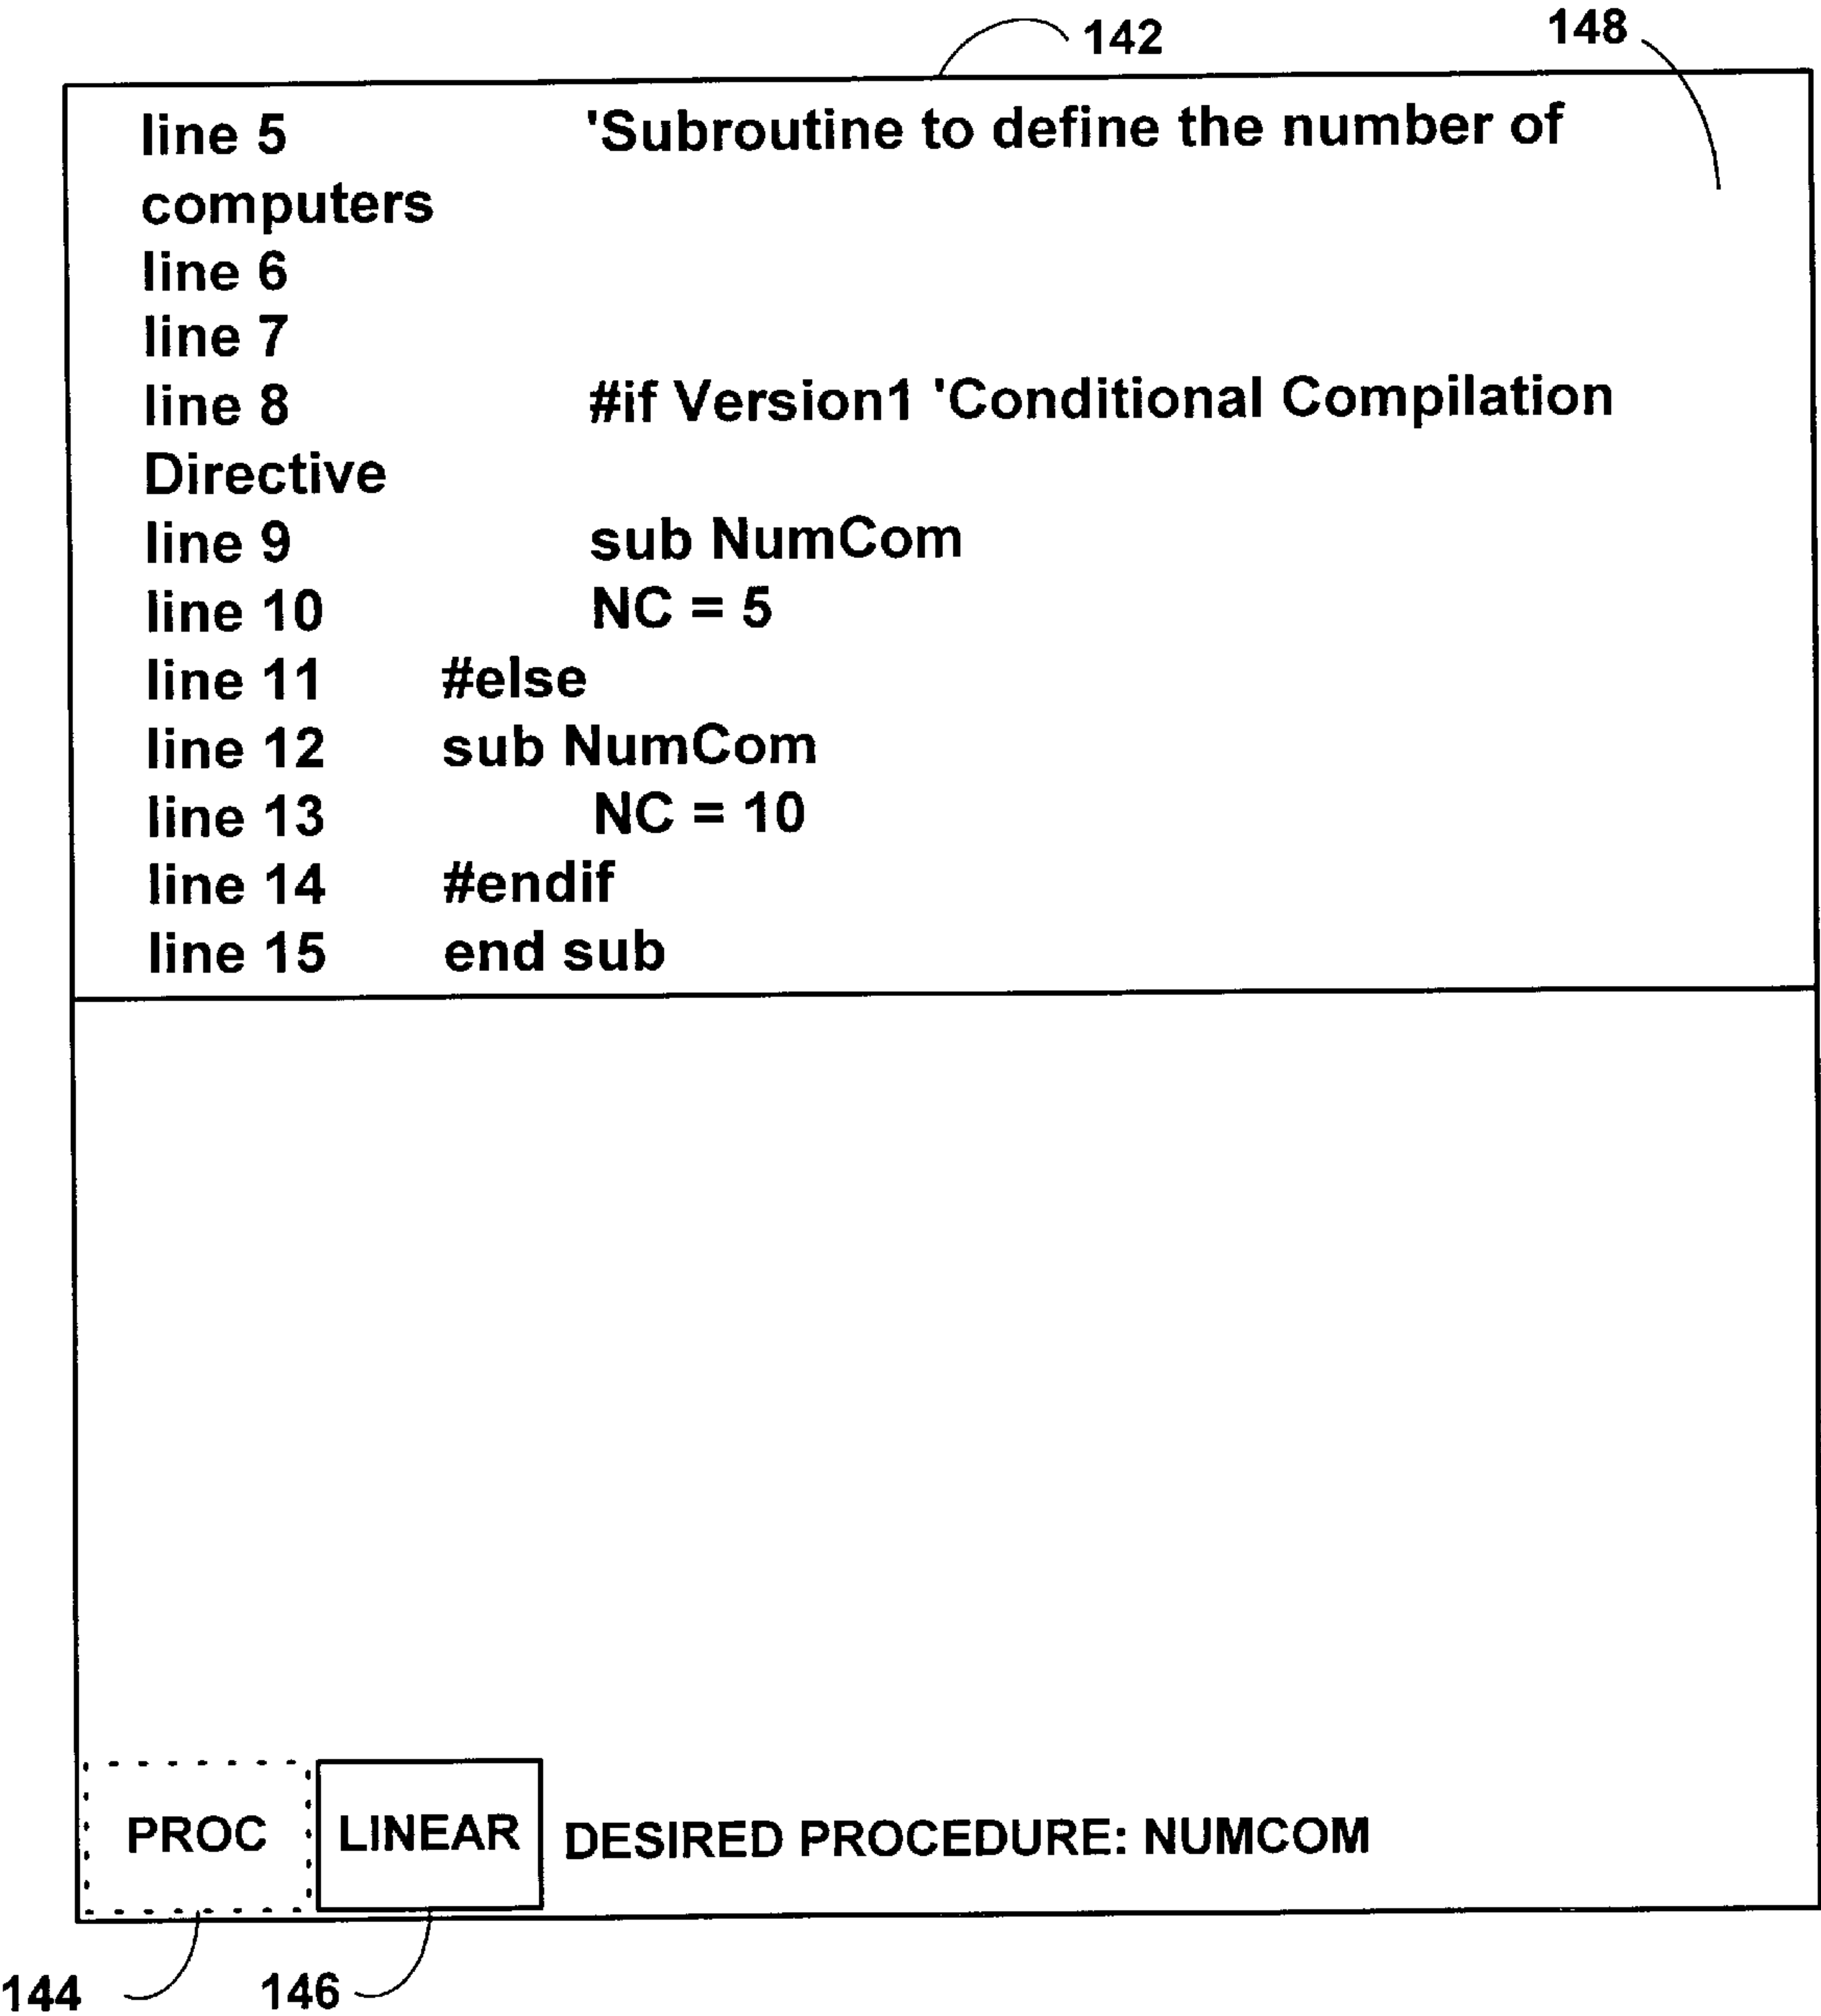 142
148
line 5 'Subroutine to define the number of
computers
line 6
line 7
line 8 #if Version1 'Conditional Compilation
Directive
line 9 sub NumCom
line 10 NC = 5
line 11 #else
line 12 sub NumCom
line 13 NC = 10
line 14 #endif
line 15 end sub
PROC LINEAR DESIRED PROCEDURE: NUMCOM
144 146